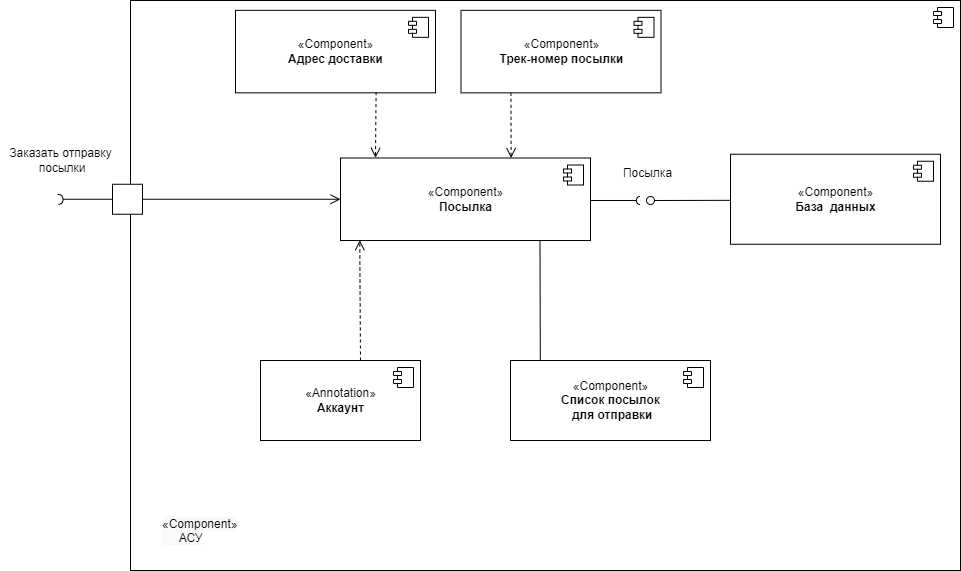 «Component»
Адрес доставки
«Component»
Трек-номер посылки
Заказать отправку
посылки
«Component»
Посылка
Посылка
«Component»
База данных
«Annotation»
Аккаунт
«Component»
Список посылок
для отправки
«Component»
АСУ